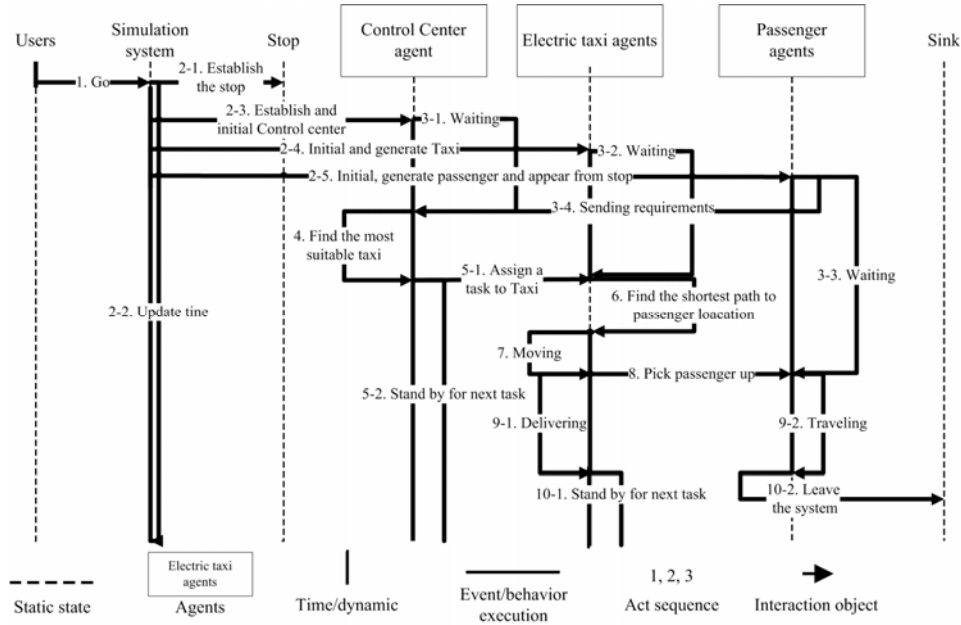 Users
Simulation
system
Stop
Control Center
agent
Electric taxi agents
Passenger
agents
Sink
1. Go
2-1. Establish
the stop
2-3. Establish and
initial Control center
3-1. Waiting
2-4. Initial and generate Taxi
3-2. Waiting
2-5. Initial, generate passenger and appear from stop
3-4. Sending requirements
4. Find the most
suitable taxi
5-1. Assign a
task to Taxi
3-3. Waiting
6. Find the shortest path to
passenger loacation
2-2. Update tine
7. Moving
8. Pick passenger up
5-2. Stand by for next task
9-1. Delivering
9-2. Traveling
10-1. Stand by for next task
10-2. Leave
the system
Electric taxi
agents
Static state
Agents
Time/dynamic
Event/behavior
execution
1, 2, 3
Act sequence
Interaction object